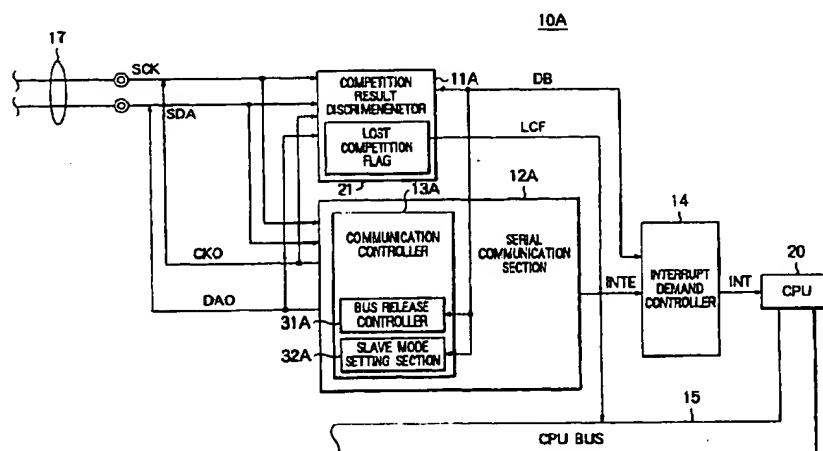 10A
17
SCK
SDA
COMPETITION
RESULT
DISCRIMENENETOR
11A
DB
LOST
COMPETITION
FLAG
LCF
21
13A
12A
14
20
COMMUNICATION
CONTROLLER
SERIAL
COMMUNICATION
SECTION
CKO
DAO
INTE
INTERRUPT
DEMAND
CONTROLLER
INT
CPU
BUS RELEASE
CONTROLLER
31A
SLAVE MODE
SETTING SECTION
32A
15
CPU BUS